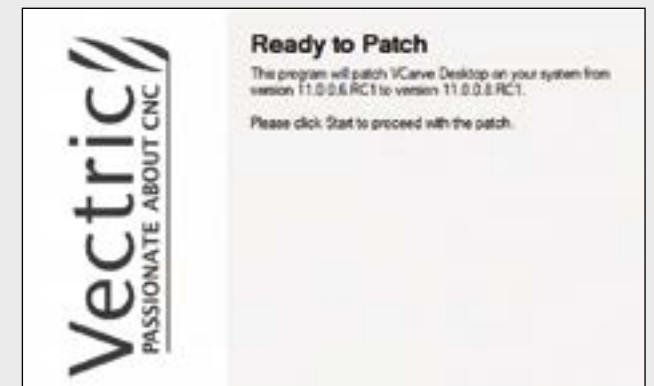 Vectric
PASSIONATE ABOUT CNC
Ready to Patch
This program will patch VCarve Desktop on your system from
version 11.0.0.6.RC1 to version 11.0.0.8.RC1.
Please click Start to proceed with the patch.